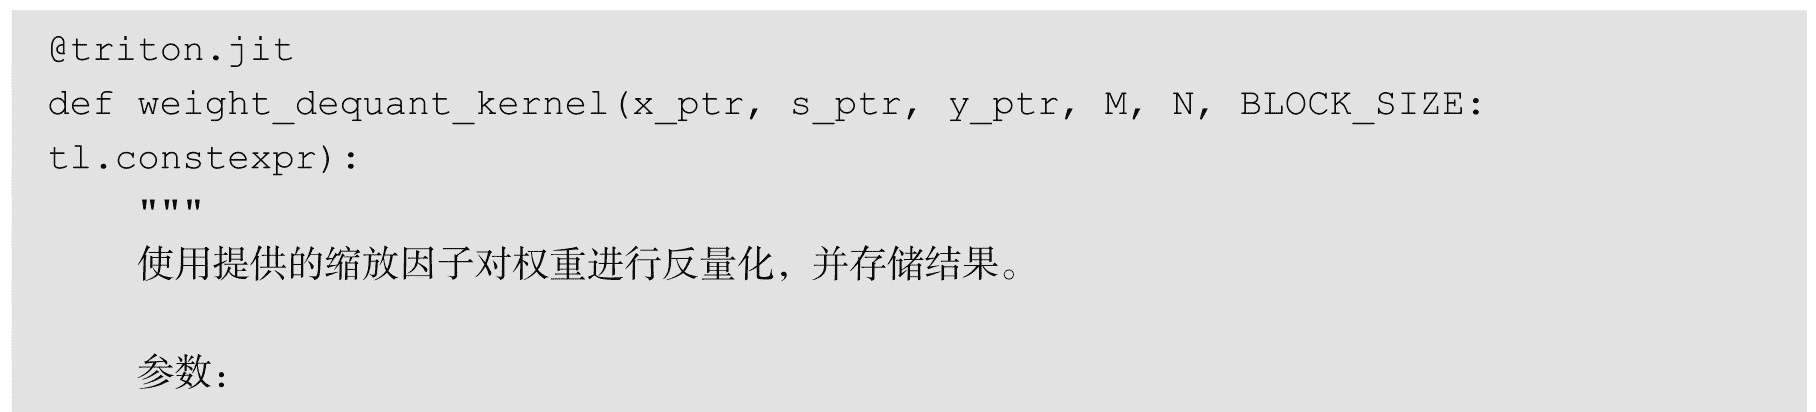 @triton.jit
def weight_dequant_kernel(x_ptr, s_ptr, y_ptr, M, N, BLOCK_SIZE:
tl.constexpr):
    """
    使用提供的缩放因子对权重进行反量化，并存储结果。
    参数：